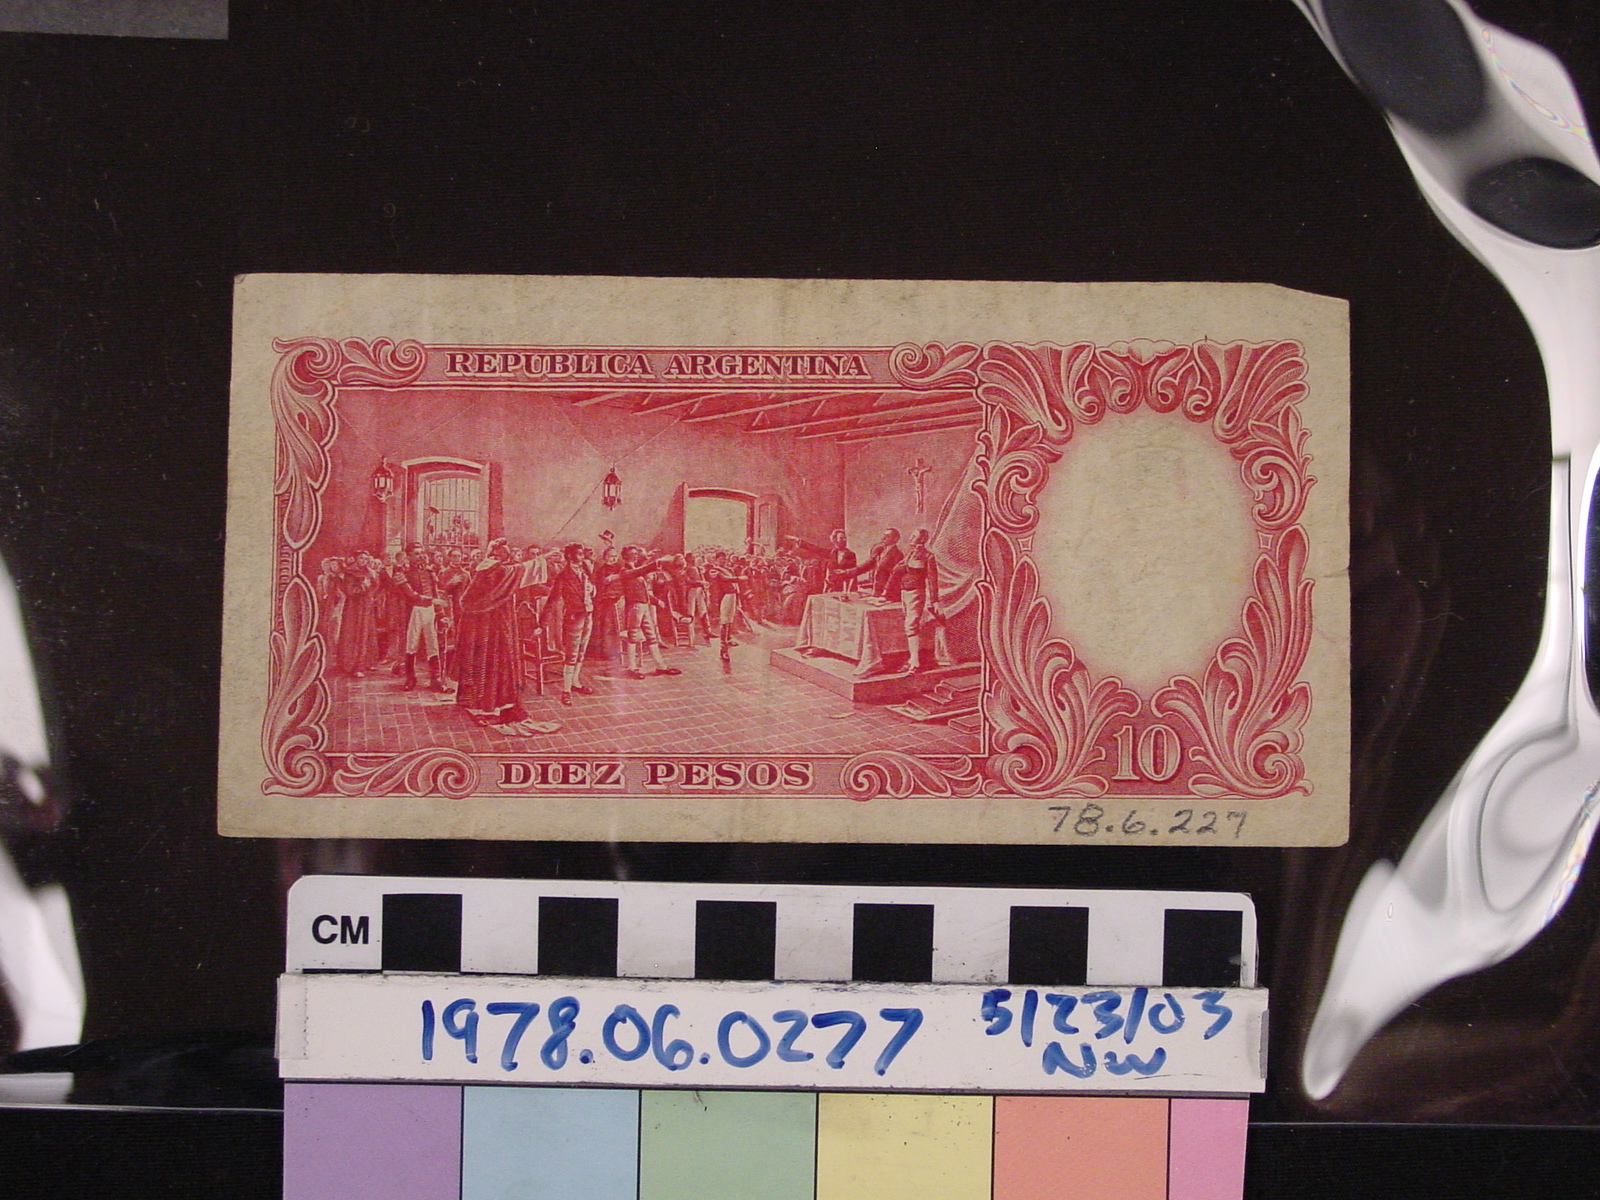 REPUBLICA ARGENTINA
DIEZ PESOS
10
78.6.227
CM
1978.06.0277
5/23/03
NW